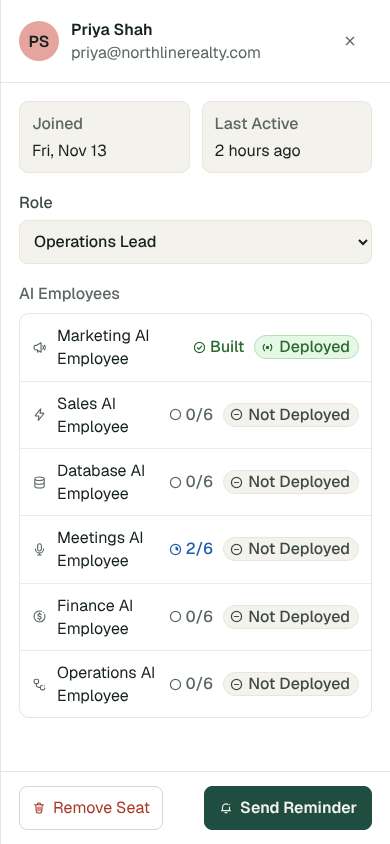 PS
Priya Shah
priya@northlinerealty.com
Joined
Fri, Nov 13
Last Active
2 hours ago
Role
Operations Lead
AI Employees
Marketing AI
Employee
Built
Deployed
Sales AI
Employee
0/6
Not Deployed
Database AI
Employee
0/6
Not Deployed
Meetings AI
Employee
2/6
Not Deployed
Finance AI
Employee
0/6
Not Deployed
Operations AI
Employee
0/6
Not Deployed
Remove Seat
Send Reminder